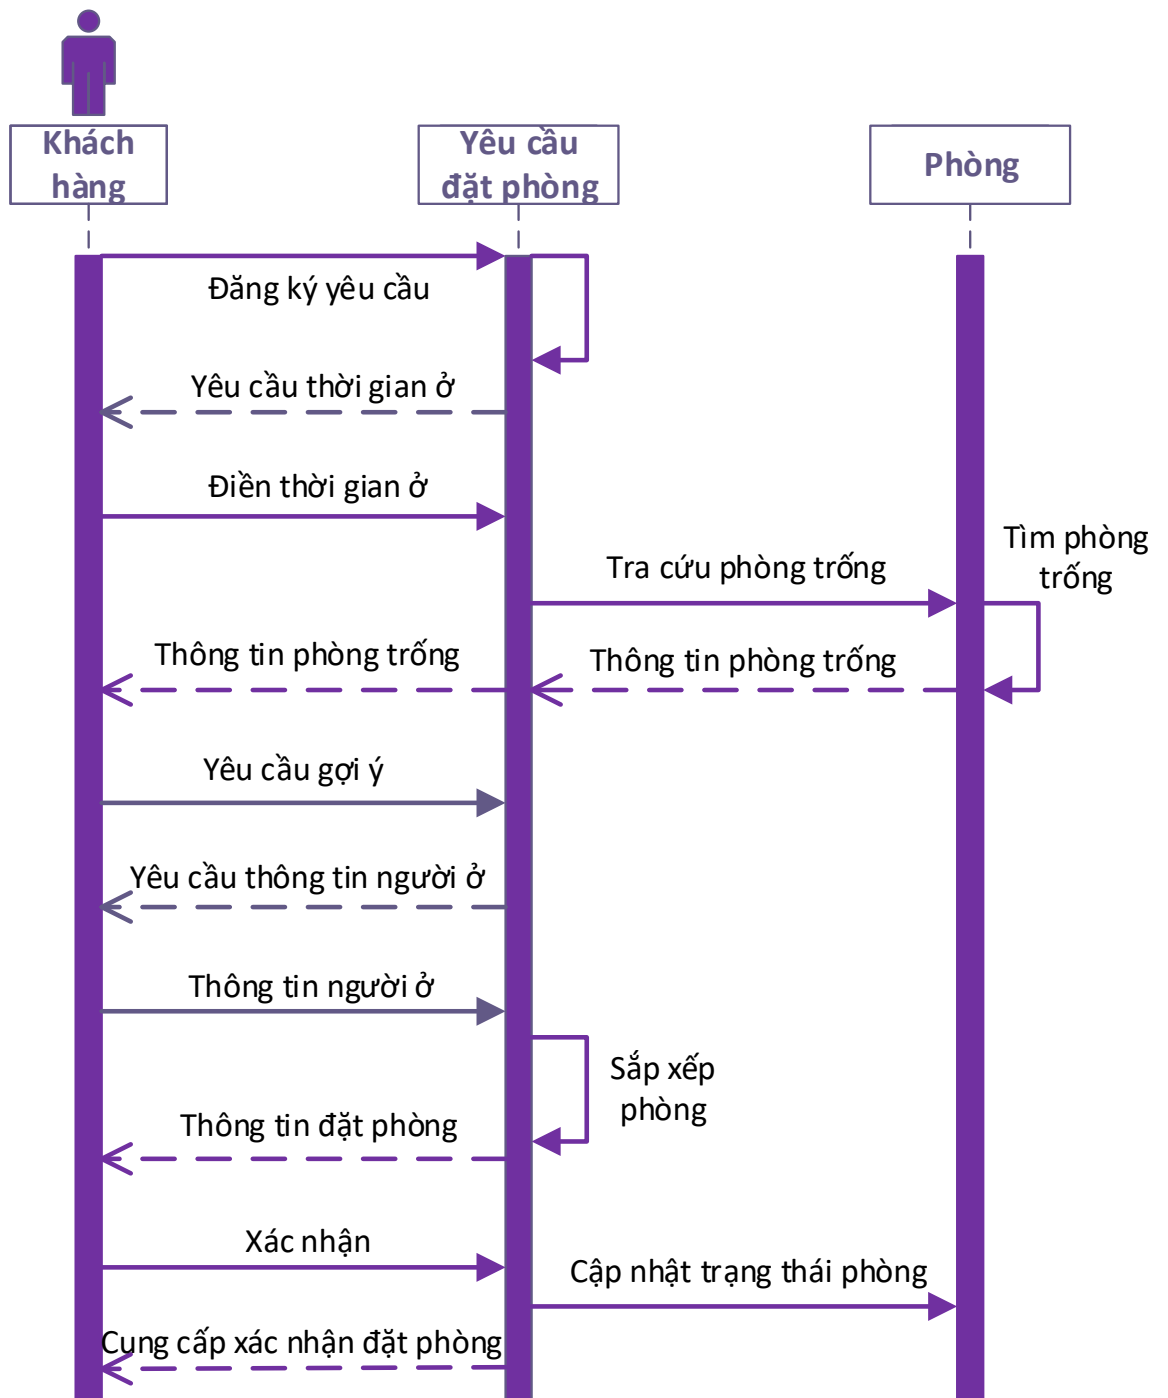 Khách
hàng
Yêu cầu
đặt phòng
Phòng
Đăng ký yêu cầu
Yêu cầu thời gian ở
Điền thời gian ở
Tra cứu phòng trống
Tìm phòng
trống
Thông tin phòng trống
Thông tin phòng trống
Yêu cầu gợi ý
Yêu cầu thông tin người ở
Thông tin người ở
Sắp xếp
phòng
Thông tin đặt phòng
Xác nhận
Cập nhật trạng thái phòng
Cung cấp xác nhận đặt phòng